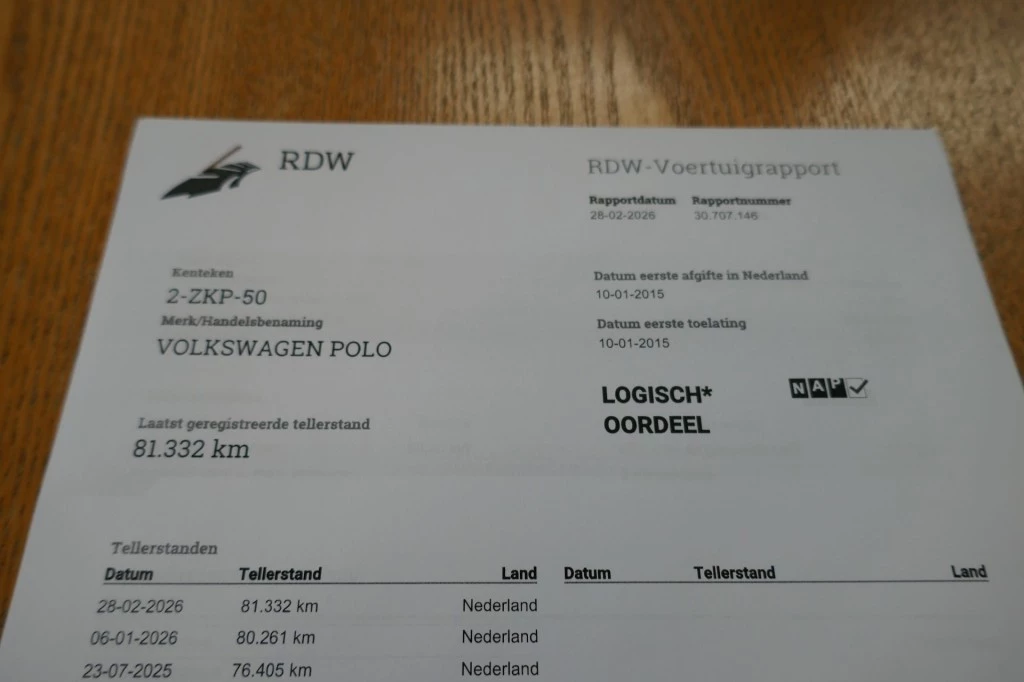 RDW
RDW-Voertuigrapport
Rapportdatum Rapportnummer
28-02-2026 30.707.146
Kenteken
2-ZKP-50
Merk/Handelsbenaming
VOLKSWAGEN POLO
Datum eerste afgifte in Nederland
10-01-2015
Datum eerste toelating
10-01-2015
LOGISCH*
OORDEEL
NAP
Laatst geregistreerde tellerstand
81.332 km
Tellerstanden
Datum Tellerstand Land Datum Tellerstand Land
28-02-2026 81.332 km Nederland
06-01-2026 80.261 km Nederland
23-07-2025 76.405 km Nederland